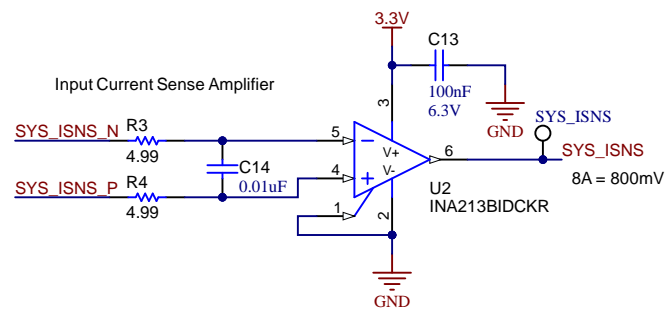 3.3V
C13
100nF
6.3V
GND
Input Current Sense Amplifier
SYS_ISNS_N
R3
4.99
C14
0.01uF
SYS_ISNS_P
R4
4.99
5
4
1
3
2
6
V+
V-
U2
INA213BIDCKR
SYS_ISNS
SYS_ISNS
8A = 800mV
GND